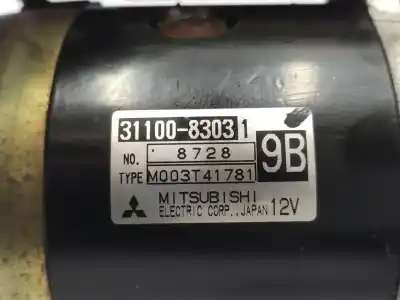 31100-83031
9B
NO. 8728
TYPE M003T41781
MITSUBISHI
ELECTRIC CORP., JAPAN 12V